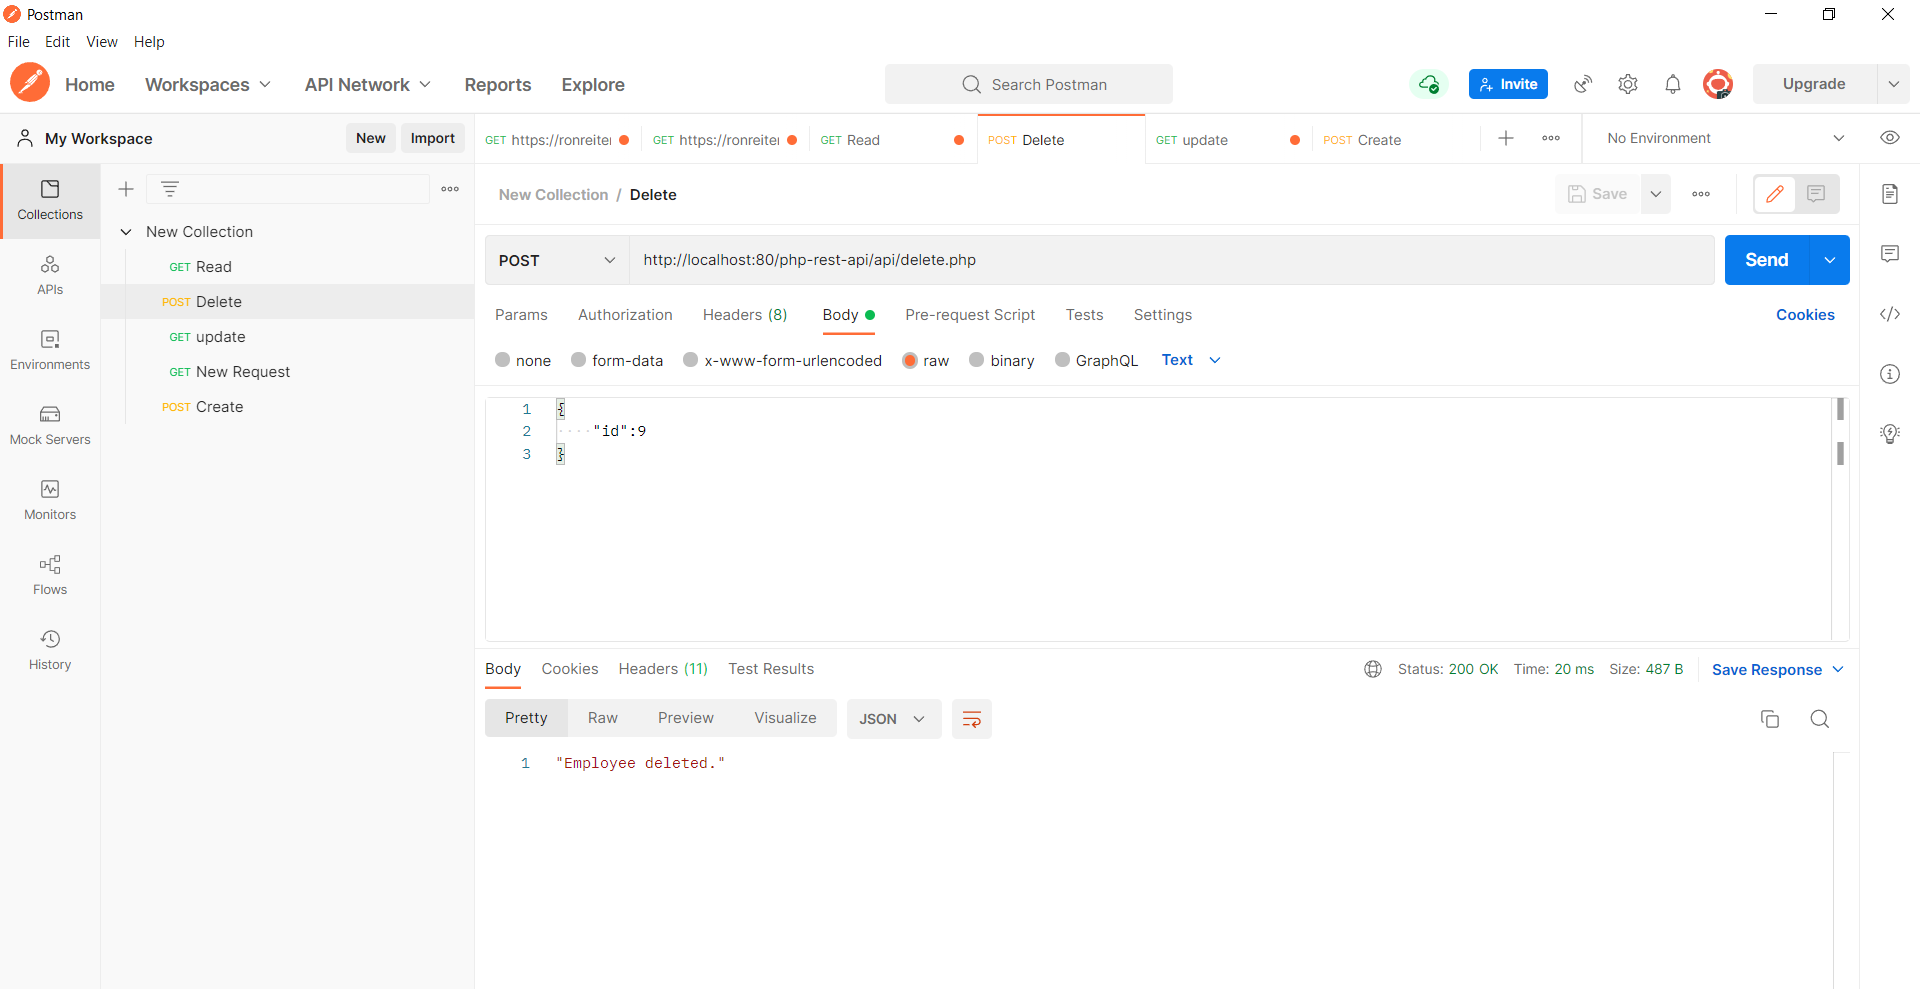 Postman
File Edit View Help
Home Workspaces API Network Reports Explore Search Postman Invite Upgrade
My Workspace New Import GET https://ronreiter GET https://ronreiter GET Read POST Delete GET update POST Create No Environment
New Collection / Delete Save
Collections
APIs
Environments
Mock Servers
Monitors
Flows
History
New Collection
GET Read
POST Delete
GET update
GET New Request
POST Create
POST http://localhost:80/php-rest-api/api/delete.php Send
Params Authorization Headers (8) Body Pre-request Script Tests Settings Cookies
none form-data x-www-form-urlencoded raw binary GraphQL Text
1 {
2 ····"id":9
3 }
Body Cookies Headers (11) Test Results Status: 200 OK Time: 20 ms Size: 487 B Save Response
Pretty Raw Preview Visualize JSON
1 "Employee deleted."